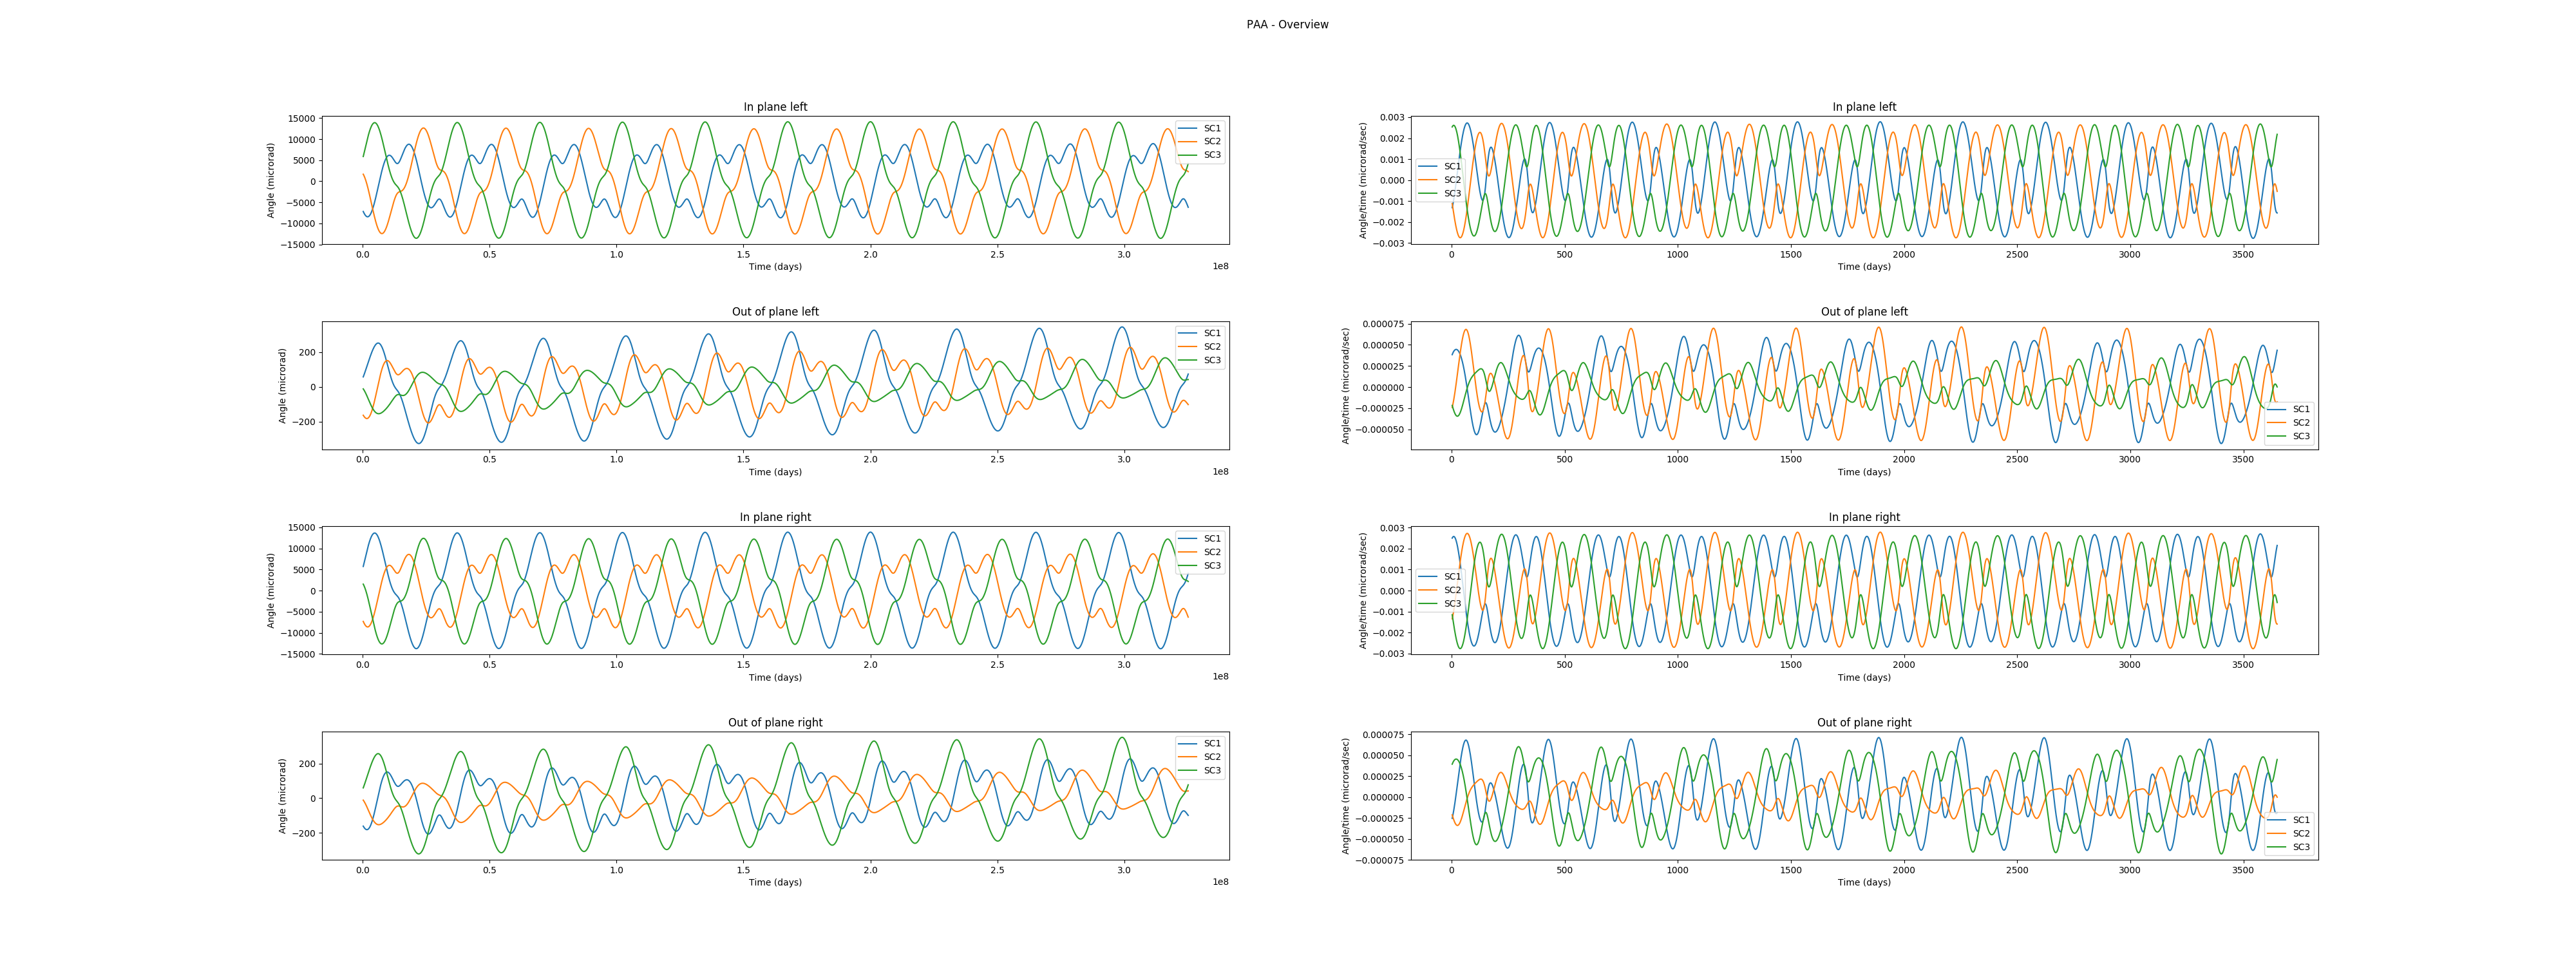 PAA - Overview
In plane left
Angle (microrad)
15000
10000
5000
0
−5000
−10000
−15000
SC1
SC2
SC3
0.0 0.5 1.0 1.5 2.0 2.5 3.0
Time (days)
1e8
In plane left
Angle/time (microrad/sec)
0.003
0.002
0.001
0.000
−0.001
−0.002
−0.003
SC1
SC2
SC3
0 500 1000 1500 2000 2500 3000 3500
Time (days)
Out of plane left
Angle (microrad)
200
0
−200
SC1
SC2
SC3
0.0 0.5 1.0 1.5 2.0 2.5 3.0
Time (days)
1e8
Out of plane left
Angle/time (microrad/sec)
0.000075
0.000050
0.000025
0.000000
−0.000025
−0.000050
SC1
SC2
SC3
0 500 1000 1500 2000 2500 3000 3500
Time (days)
In plane right
Angle (microrad)
15000
10000
5000
0
−5000
−10000
−15000
SC1
SC2
SC3
0.0 0.5 1.0 1.5 2.0 2.5 3.0
Time (days)
1e8
In plane right
Angle/time (microrad/sec)
0.003
0.002
0.001
0.000
−0.001
−0.002
−0.003
SC1
SC2
SC3
0 500 1000 1500 2000 2500 3000 3500
Time (days)
Out of plane right
Angle (microrad)
200
0
−200
SC1
SC2
SC3
0.0 0.5 1.0 1.5 2.0 2.5 3.0
Time (days)
1e8
Out of plane right
Angle/time (microrad/sec)
0.000075
0.000050
0.000025
0.000000
−0.000025
−0.000050
−0.000075
SC1
SC2
SC3
0 500 1000 1500 2000 2500 3000 3500
Time (days)